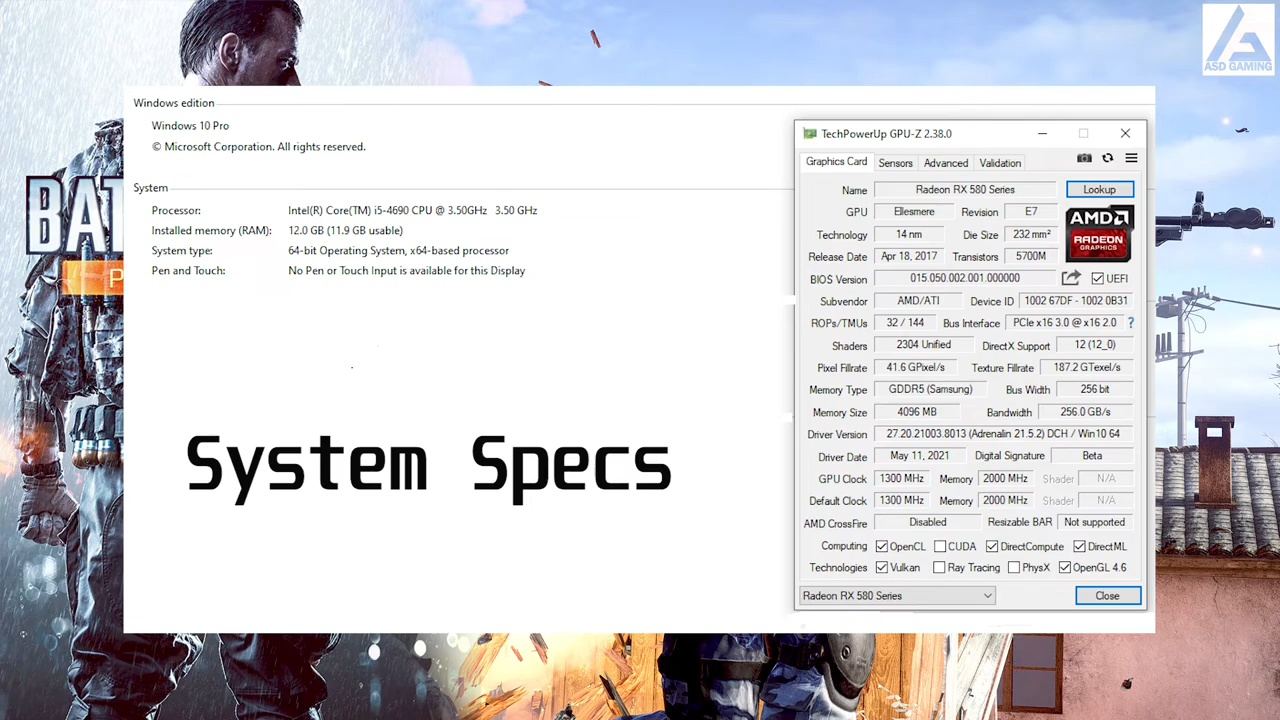 ASD GAMING
BAT
P
Windows edition
Windows 10 Pro
© Microsoft Corporation. All rights reserved.
System
Processor: Intel(R) Core(TM) i5-4690 CPU @ 3.50GHz 3.50 GHz
Installed memory (RAM): 12.0 GB (11.9 GB usable)
System type: 64-bit Operating System, x64-based processor
Pen and Touch: No Pen or Touch Input is available for this Display
System Specs
TechPowerUp GPU-Z 2.38.0
Graphics Card Sensors Advanced Validation
Name Radeon RX 580 Series Lookup
GPU Ellesmere Revision E7
AMD
RADEON
GRAPHICS
Technology 14 nm Die Size 232 mm²
Release Date Apr 18, 2017 Transistors 5700M
BIOS Version 015.050.002.001.000000 UEFI
Subvendor AMD/ATI Device ID 1002 67DF - 1002 0B31
ROPs/TMUs 32 / 144 Bus Interface PCIe x16 3.0 @ x16 2.0 ?
Shaders 2304 Unified DirectX Support 12 (12_0)
Pixel Fillrate 41.6 GPixel/s Texture Fillrate 187.2 GTexel/s
Memory Type GDDR5 (Samsung) Bus Width 256 bit
Memory Size 4096 MB Bandwidth 256.0 GB/s
Driver Version 27.20.21003.8013 (Adrenalin 21.5.2) DCH / Win10 64
Driver Date May 11, 2021 Digital Signature Beta
GPU Clock 1300 MHz Memory 2000 MHz Shader N/A
Default Clock 1300 MHz Memory 2000 MHz Shader N/A
AMD CrossFire Disabled Resizable BAR Not supported
Computing OpenCL CUDA DirectCompute DirectML
Technologies Vulkan Ray Tracing PhysX OpenGL 4.6
Radeon RX 580 Series Close